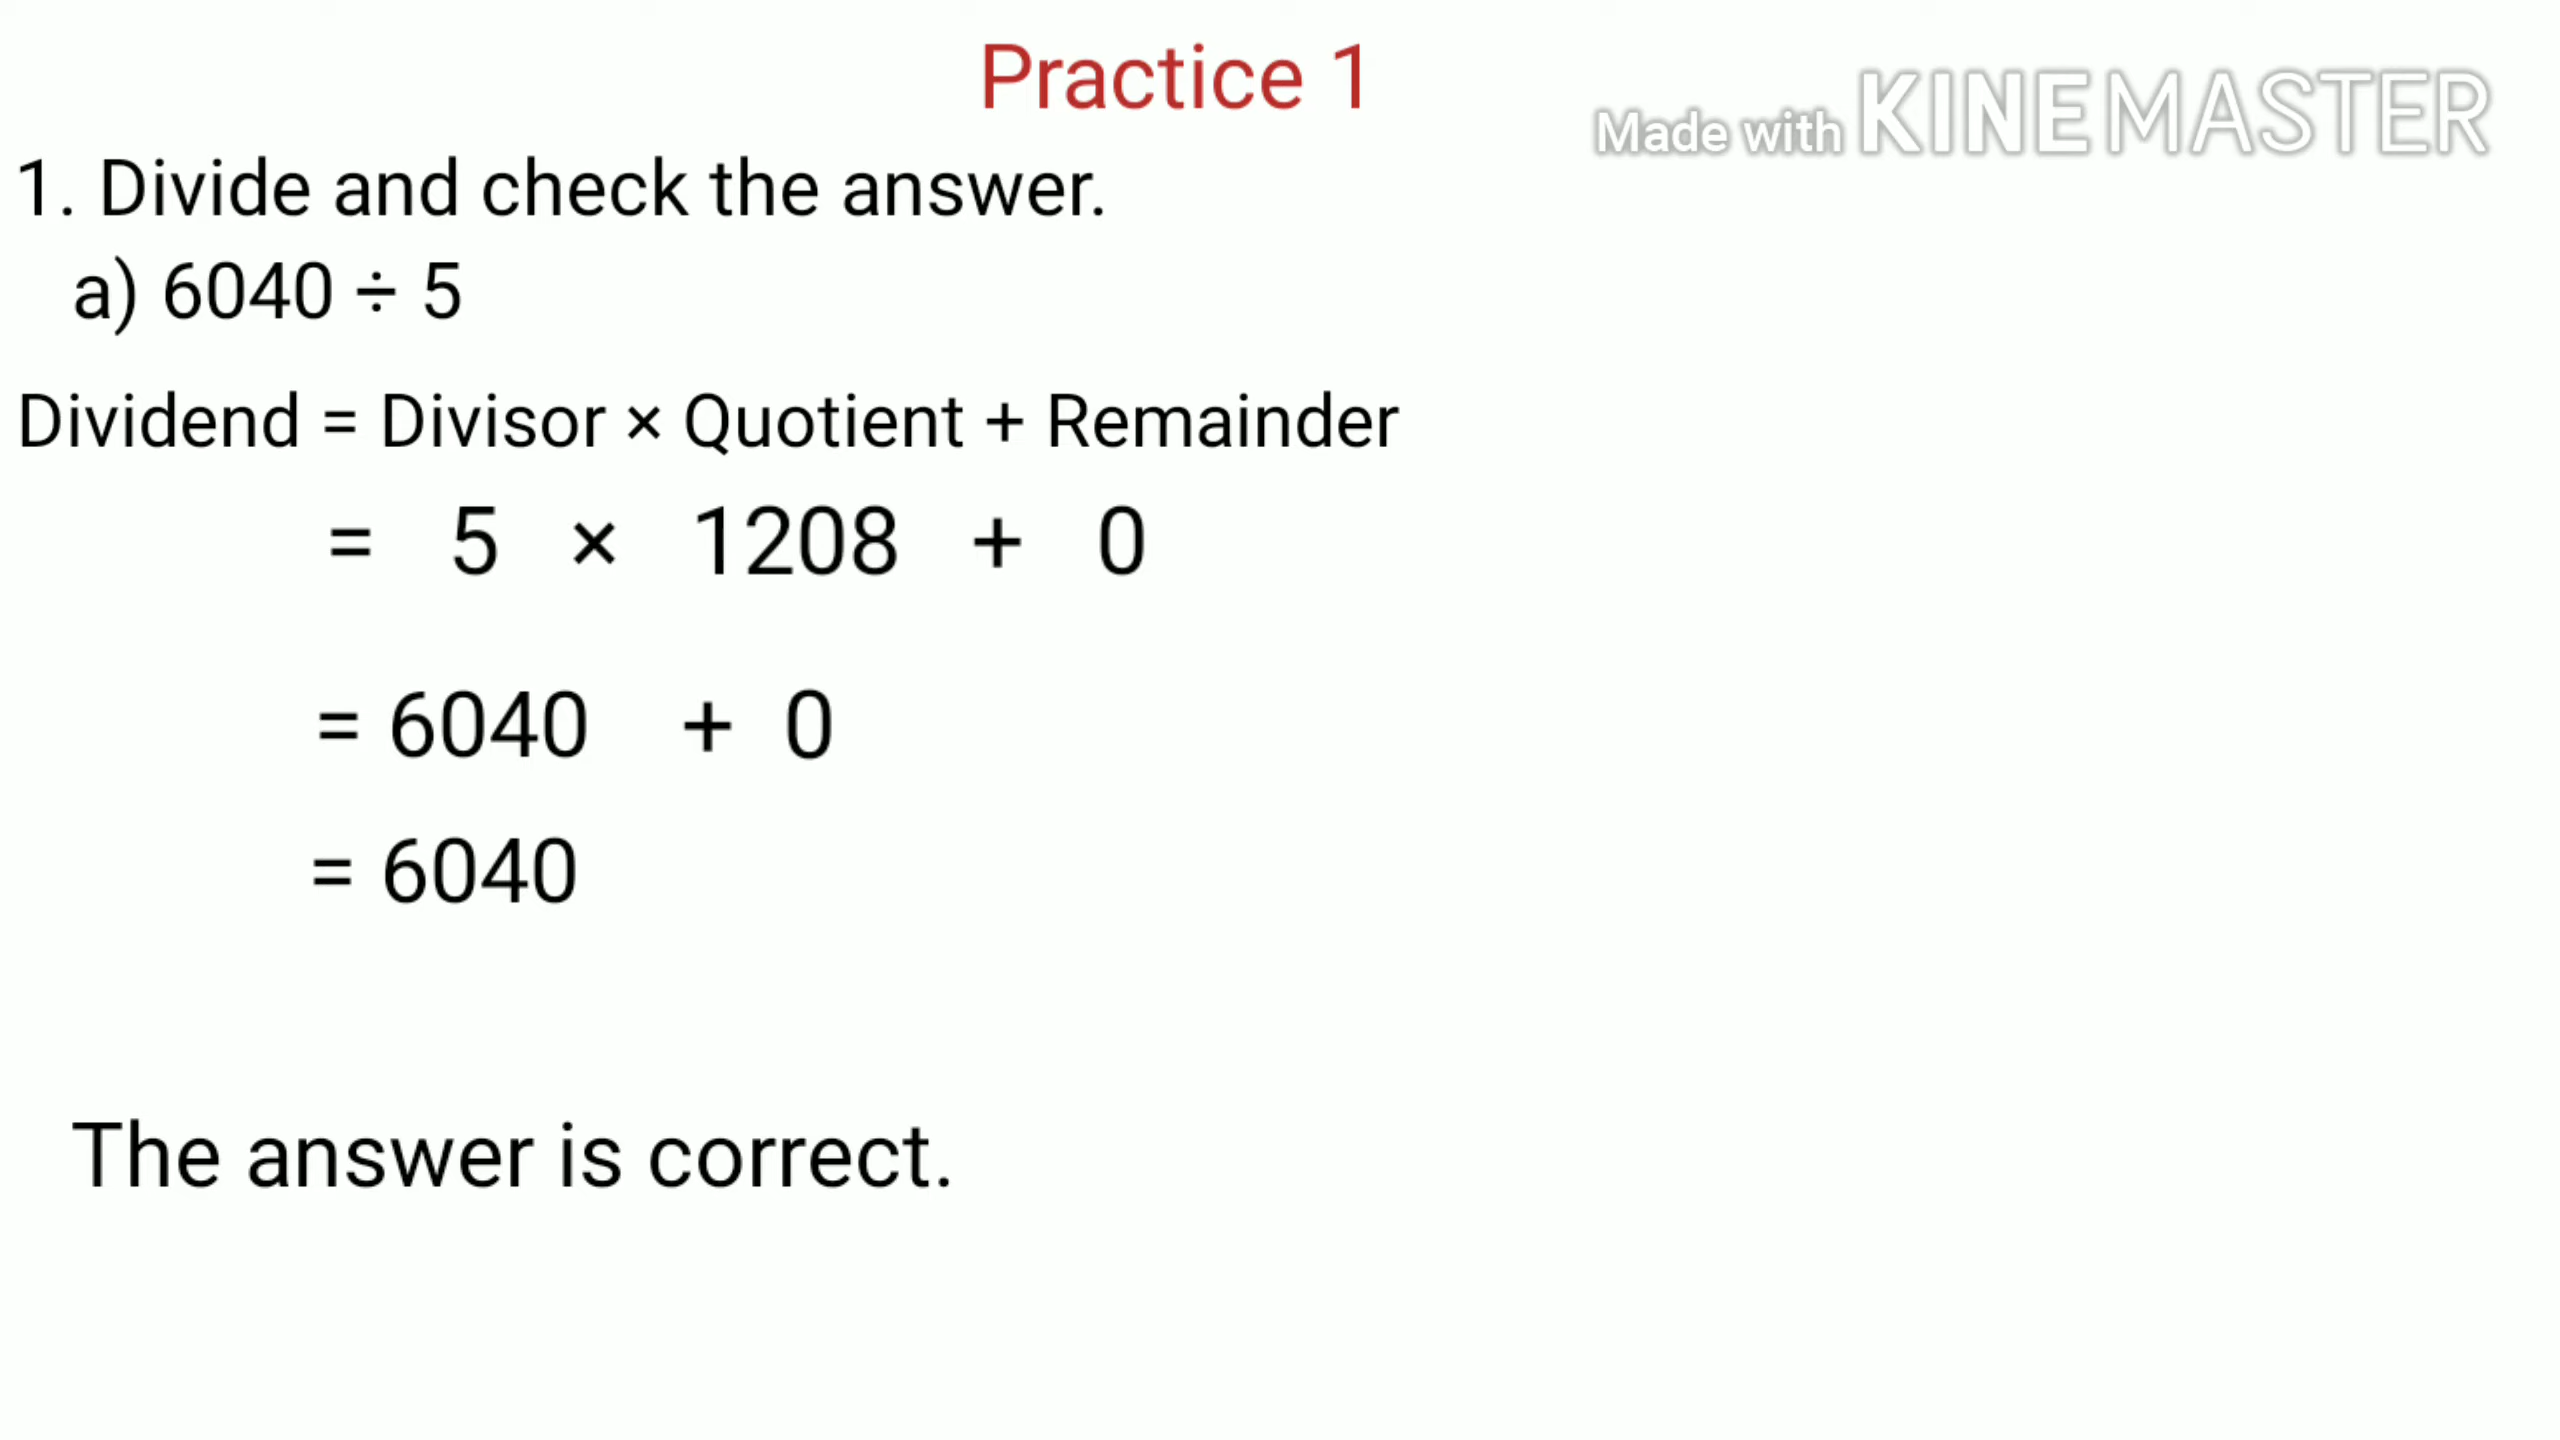 Practice 1
Made with KINEMASTER
1. Divide and check the answer.
a) 6040 ÷ 5
Dividend = Divisor × Quotient + Remainder
= 5 × 1208 + 0
= 6040 + 0
= 6040
The answer is correct.